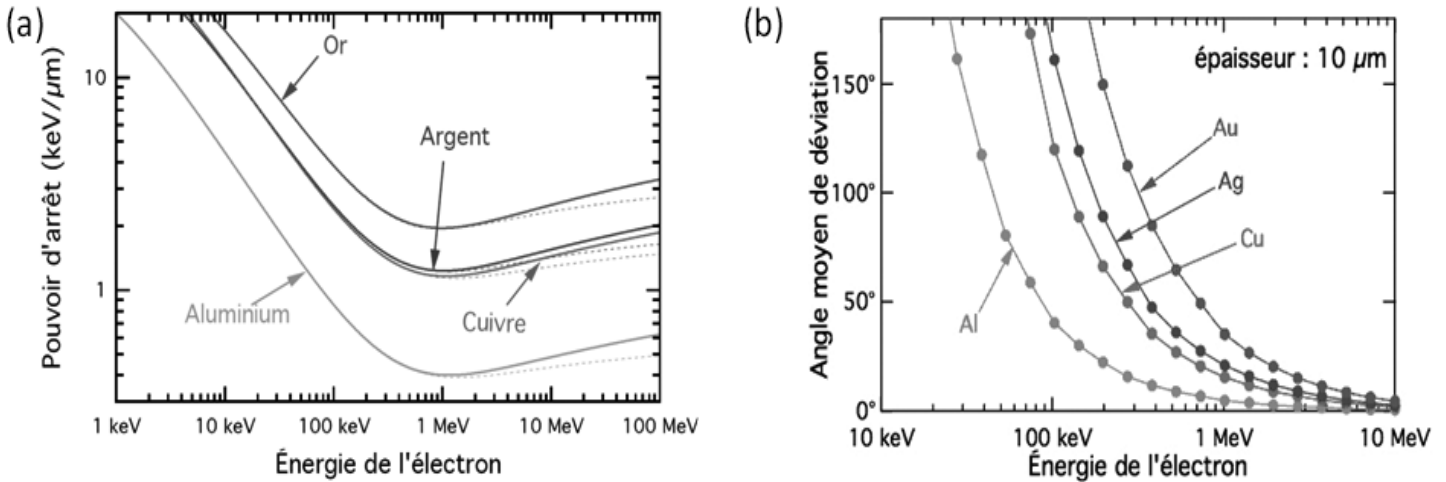 (a)
Pouvoir d'arrêt (keV/µm)
10
1
Or
Argent
Aluminium
Cuivre
1 keV
10 keV
100 keV
1 MeV
10 MeV
100 MeV
Énergie de l'électron
(b)
Angle moyen de déviation
150°
100°
50°
0°
épaisseur : 10 µm
Au
Ag
Cu
Al
10 keV
100 keV
1 MeV
10 MeV
Énergie de l'électron